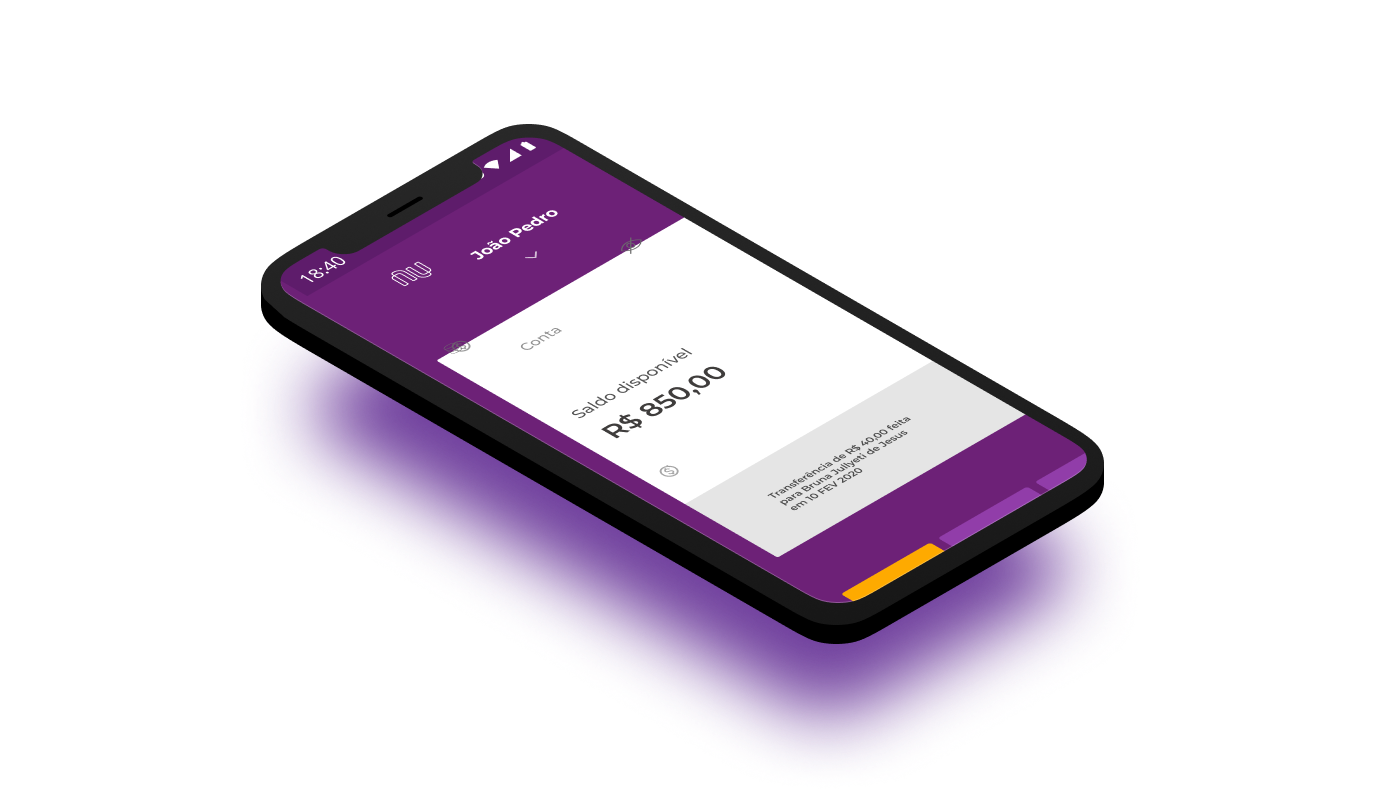 18:40
nu
João Pedro
Conta
Saldo disponível
R$ 850,00
Transferência de R$ 40,00 feita
para Bruna Jullyeti de Jesus
em 10 FEV 2020